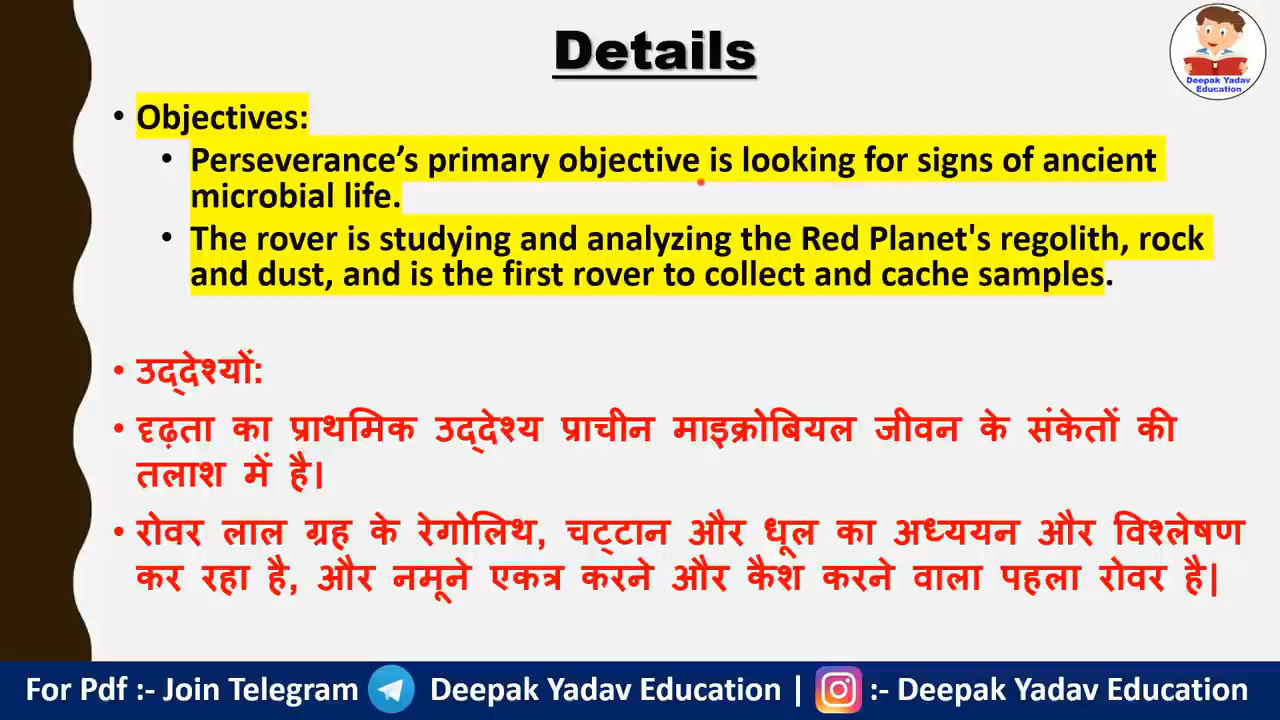 Details
Deepak Yadav
Education
• Objectives:
• Perseverance’s primary objective is looking for signs of ancient
microbial life.
• The rover is studying and analyzing the Red Planet's regolith, rock
and dust, and is the first rover to collect and cache samples.
• उद्देश्यों:
• दृढ़ता का प्राथमिक उद्देश्य प्राचीन माइक्रोबियल जीवन के संकेतों की
तलाश में है।
• रोवर लाल ग्रह के रेगोलिथ, चट्टान और धूल का अध्ययन और विश्लेषण
कर रहा है, और नमूने एकत्र करने और कैश करने वाला पहला रोवर है|
For Pdf :- Join Telegram Deepak Yadav Education | :- Deepak Yadav Education